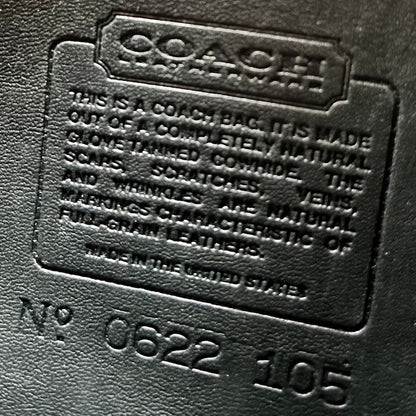 COACH
THIS IS A COACH BAG. IT IS MADE
OUT OF A COMPLETELY NATURAL
GLOVE TANNED COWHIDE, THE
SCARS, SCRATCHES, VEINS,
AND WRINKLES ARE NATURAL
MARKINGS CHARACTERISTIC OF
FULL-GRAIN LEATHERS.
MADE IN THE UNITED STATES.
Nº 0622 105